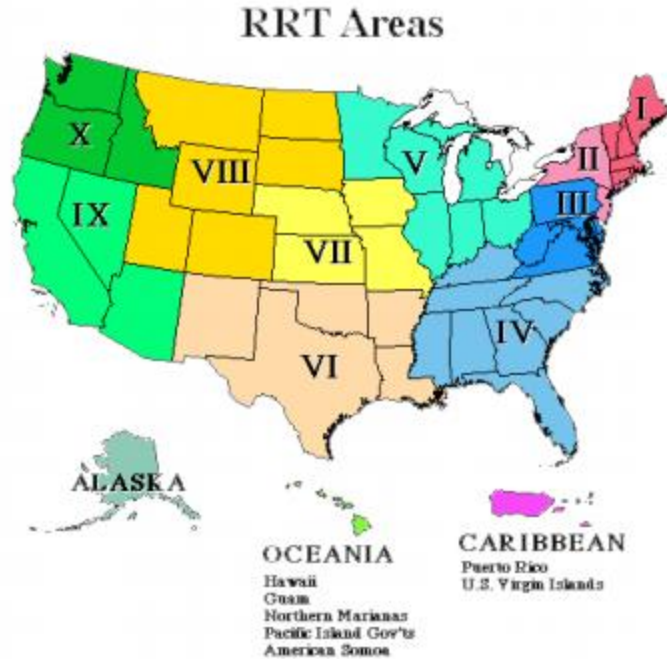 RRT Areas
I
X
V
II
VIII
III
IX
VII
IV
VI
ALASKA
OCEANIA
Hawaii
Guam
Northern Marianas
Pacific Island Gov'ts
American Somoa
CARIBBEAN
Puerto Rico
U.S. Virgin Islands